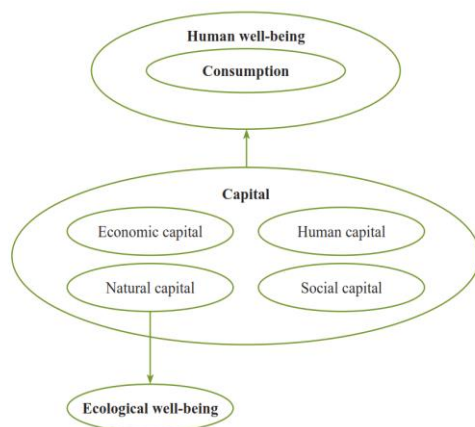 Human well-being
Consumption
Capital
Economic capital
Human capital
Natural capital
Social capital
Ecological well-being